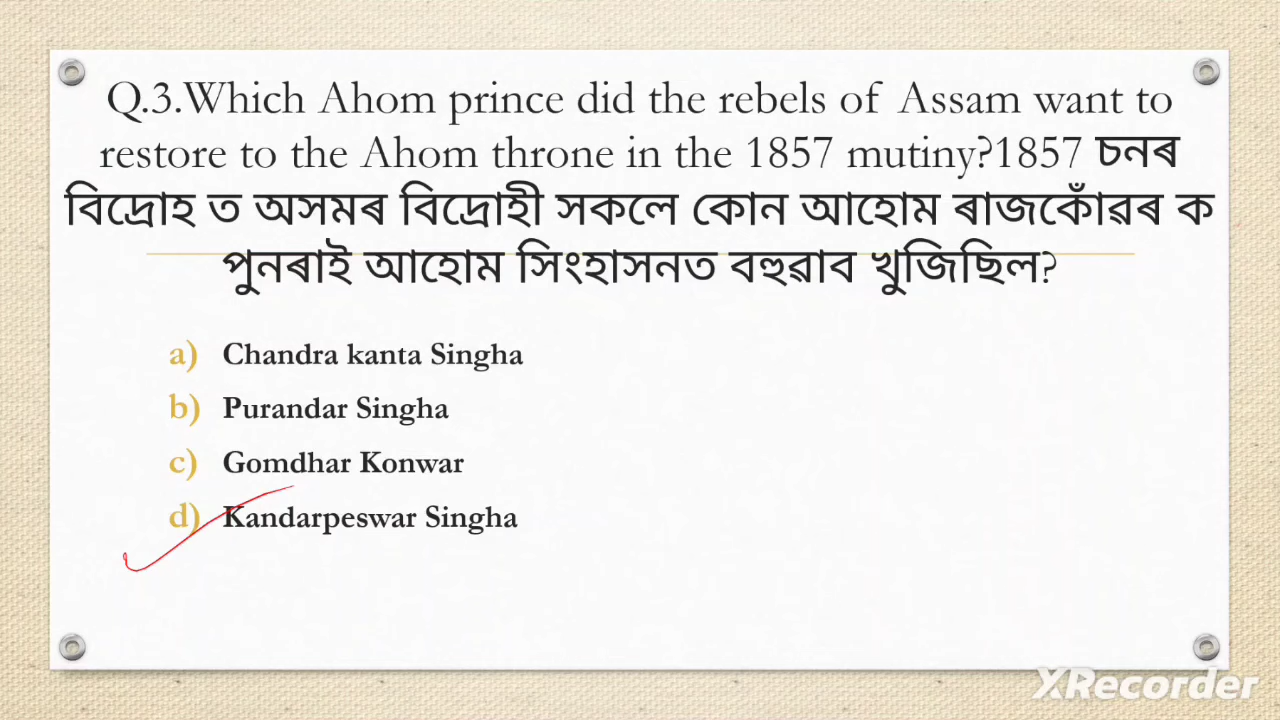 Q.3.Which Ahom prince did the rebels of Assam want to
restore to the Ahom throne in the 1857 mutiny?1857 চনৰ
বিদ্ৰোহ ত অসমৰ বিদ্ৰোহী সকলে কোন আহোম ৰাজকোঁৱৰ ক
পুনৰাই আহোম সিংহাসনত বহুৱাব খুজিছিল?
a) Chandra kanta Singha
b) Purandar Singha
c) Gomdhar Konwar
d) Kandarpeswar Singha
XRecorder